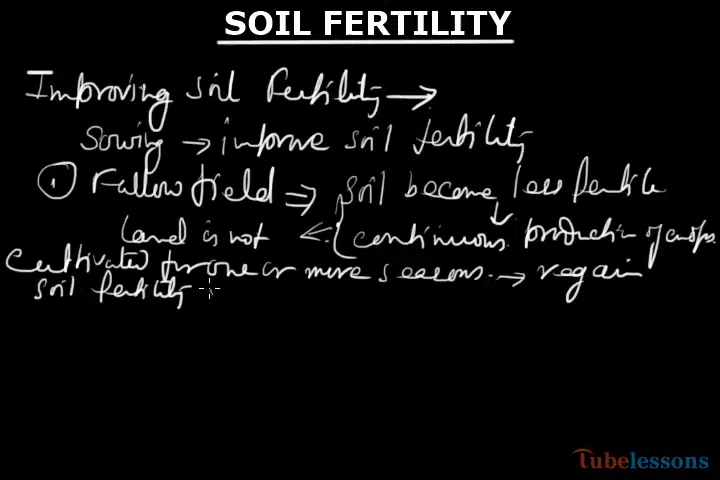 SOIL FERTILITY
Improving soil fertility →
Sowing → improve soil fertility
① Fallow field ⇒ soil become less fertile
land is not ← { continuous production of crops
Cultivated for one or more seasons. → regain
soil fertility
Tubelessons